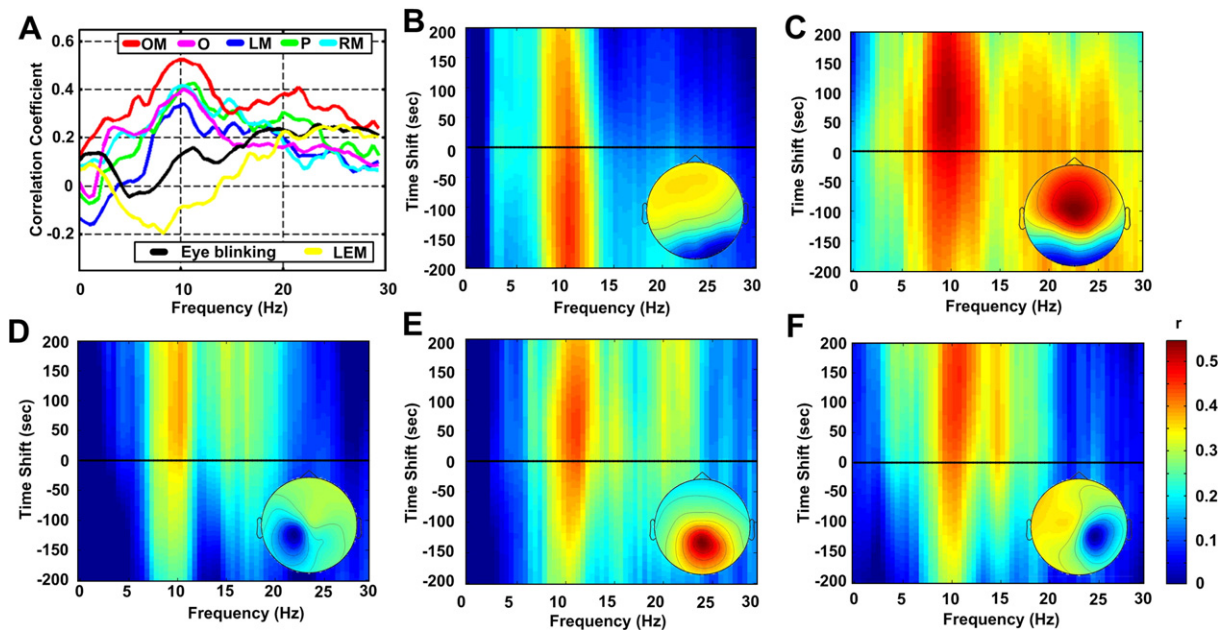 A
0.6
0.4
0.2
0
-0.2
Correlation Coefficient
OM O LM P RM
Eye blinking LEM
0 10 20 30
Frequency (Hz)
B
200
150
100
50
0
-50
-100
-150
200
Time Shift (sec)
0 5 10 15 20 25 30
Frequency (Hz)
C
200
150
100
50
0
-50
-100
-150
200
Time Shift (sec)
0 5 10 15 20 25 30
Frequency (Hz)
D
200
150
100
50
0
-50
-100
-150
-200
Time Shift (sec)
0 5 10 15 20 25 30
Frequency (Hz)
E
200
150
100
50
0
-50
-100
-150
-200
Time Shift (sec)
0 5 10 15 20 25 30
Frequency (Hz)
F
200
150
100
50
0
-50
-100
-150
-200
Time Shift (sec)
0 5 10 15 20 25 30
Frequency (Hz)
r
0.5
0.4
0.3
0.2
0.1
0